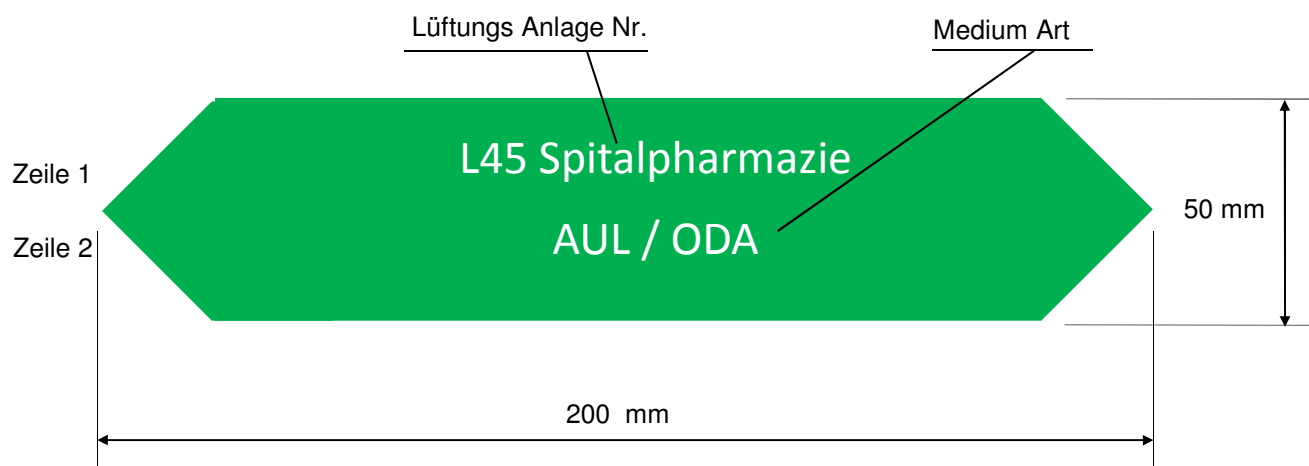 Lüftungs Anlage Nr.
Medium Art
L45 Spitalpharmazie
Zeile 1
50 mm
AUL / ODA
Zeile 2
200 mm